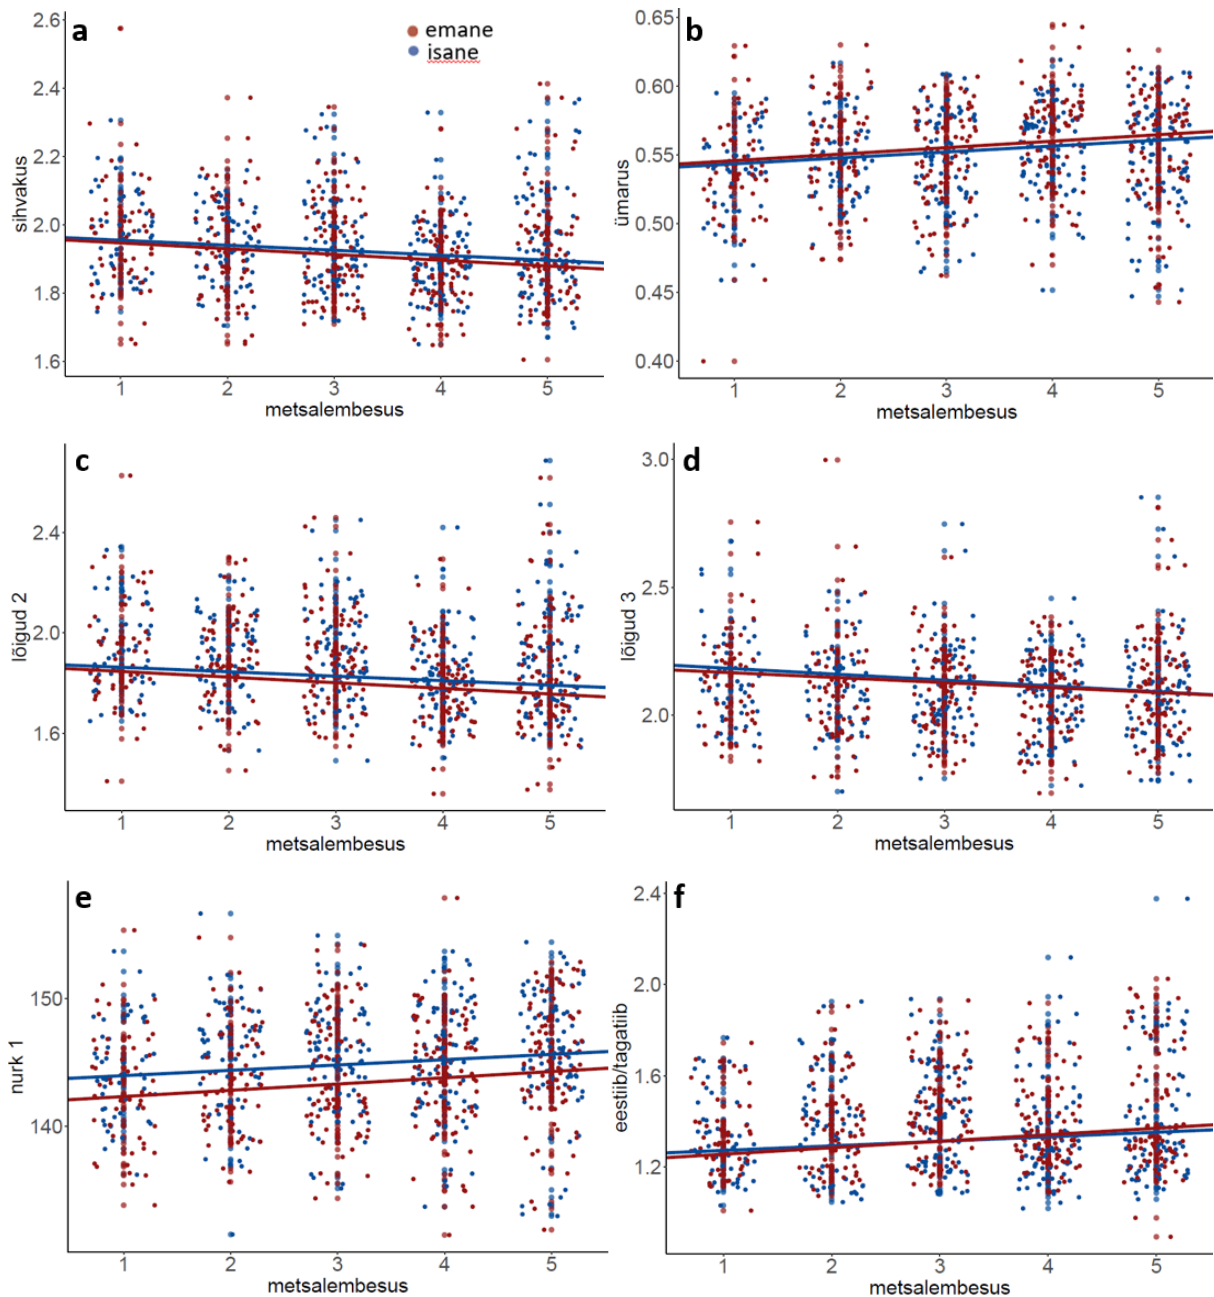 a
emane
isane
2.6
2.4
2.2
2.0
1.8
1.6
sihvakus
1 2 3 4 5
metsalembesus
b
0.65
0.60
0.55
0.50
0.45
0.40
ümarus
1 2 3 4 5
metsalembesus
c
2.4
2.0
1.6
lõigud 2
1 2 3 4 5
metsalembesus
d
3.0
2.5
2.0
lõigud 3
1 2 3 4 5
metsalembesus
e
150
140
nurk 1
1 2 3 4 5
metsalembesus
f
2.4
2.0
1.6
1.2
eestiib/tagatiib
1 2 3 4 5
metsalembesus